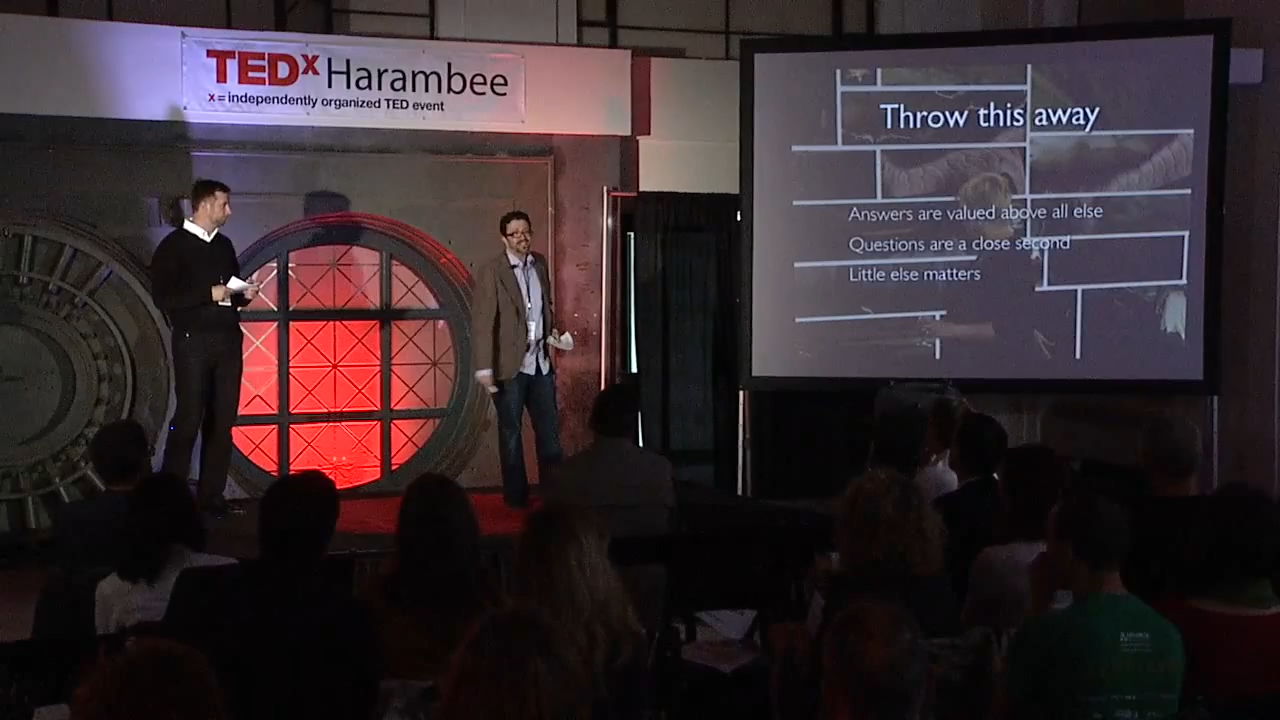 TEDx Harambee
x = independently organized TED event
Throw this away
Answers are valued above all else
Questions are a close second
Little else matters